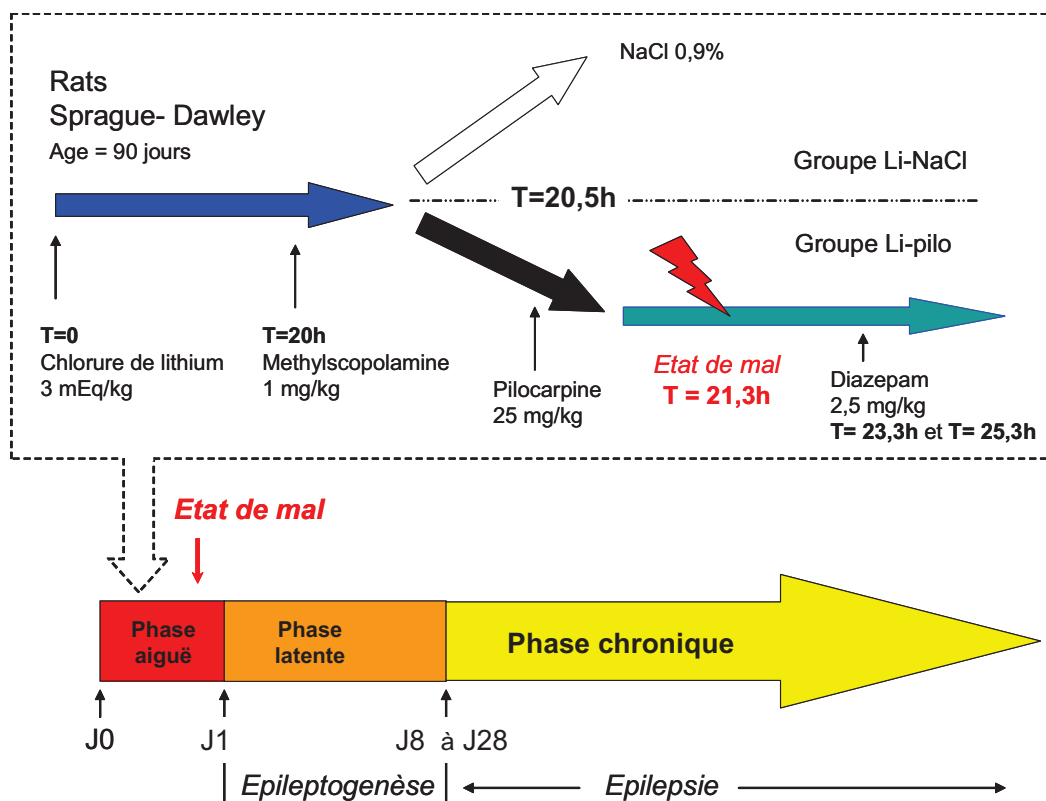 Rats
Sprague- Dawley
Age = 90 jours
NaCl 0,9%
Groupe Li-NaCl
T=20,5h
Groupe Li-pilo
T=0
Chlorure de lithium
3 mEq/kg
T=20h
Methylscopolamine
1 mg/kg
Pilocarpine
25 mg/kg
Etat de mal
T = 21,3h
Diazepam
2,5 mg/kg
T= 23,3h et T= 25,3h
Etat de mal
Phase
aiguë
Phase
latente
Phase chronique
J0
J1
J8 à J28
Epileptogenèse
Epilepsie